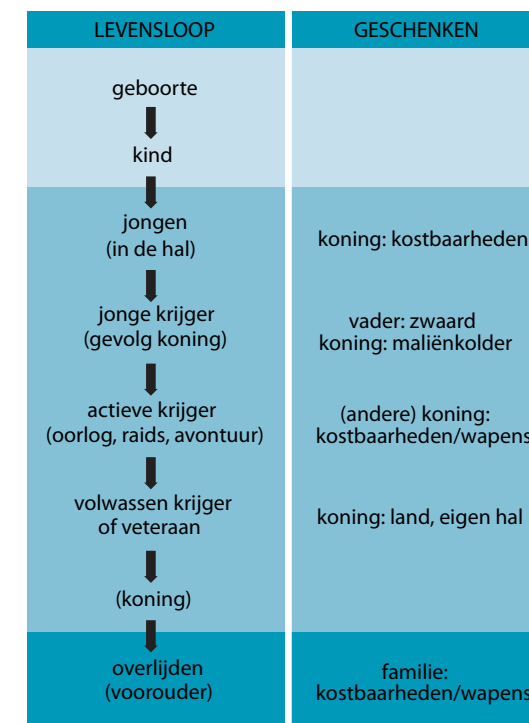 LEVENSLOOP
GESCHENKEN
geboorte
kind
jongen
(in de hal)
koning: kostbaarheden
jonge krijger
(gevolg koning)
vader: zwaard
koning: maliënkolder
actieve krijger
(oorlog, raids, avontuur)
(andere) koning:
kostbaarheden/wapens
volwassen krijger
of veteraan
koning: land, eigen hal
(koning)
overlijden
(voorouder)
familie:
kostbaarheden/wapens